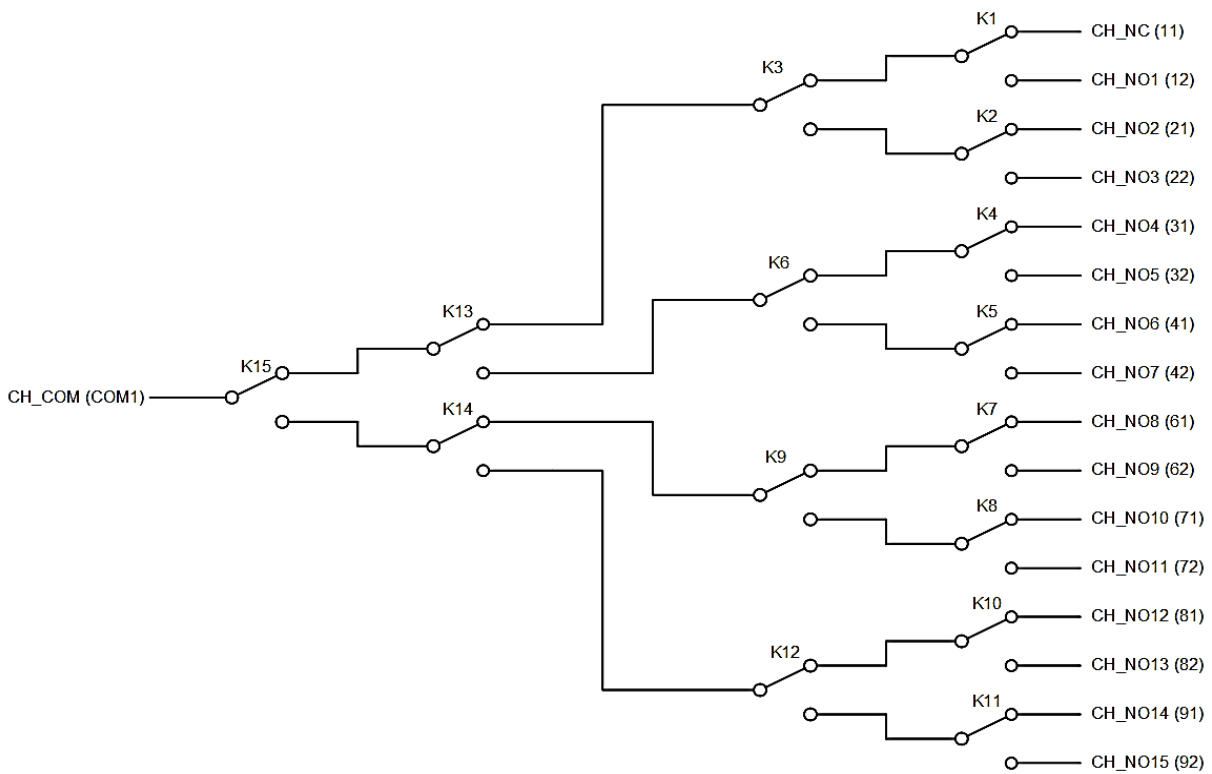 K1
CH_NC (11)
K3
CH_NO1 (12)
K2
CH_NO2 (21)
CH_NO3 (22)
K4
CH_NO4 (31)
K6
CH_NO5 (32)
K13
K5
CH_NO6 (41)
K15
CH_NO7 (42)
CH_COM (COM1)
K14
K7
CH_NO8 (61)
K9
CH_NO9 (62)
K8
CH_NO10 (71)
CH_NO11 (72)
K10
CH_NO12 (81)
K12
CH_NO13 (82)
K11
CH_NO14 (91)
CH_NO15 (92)